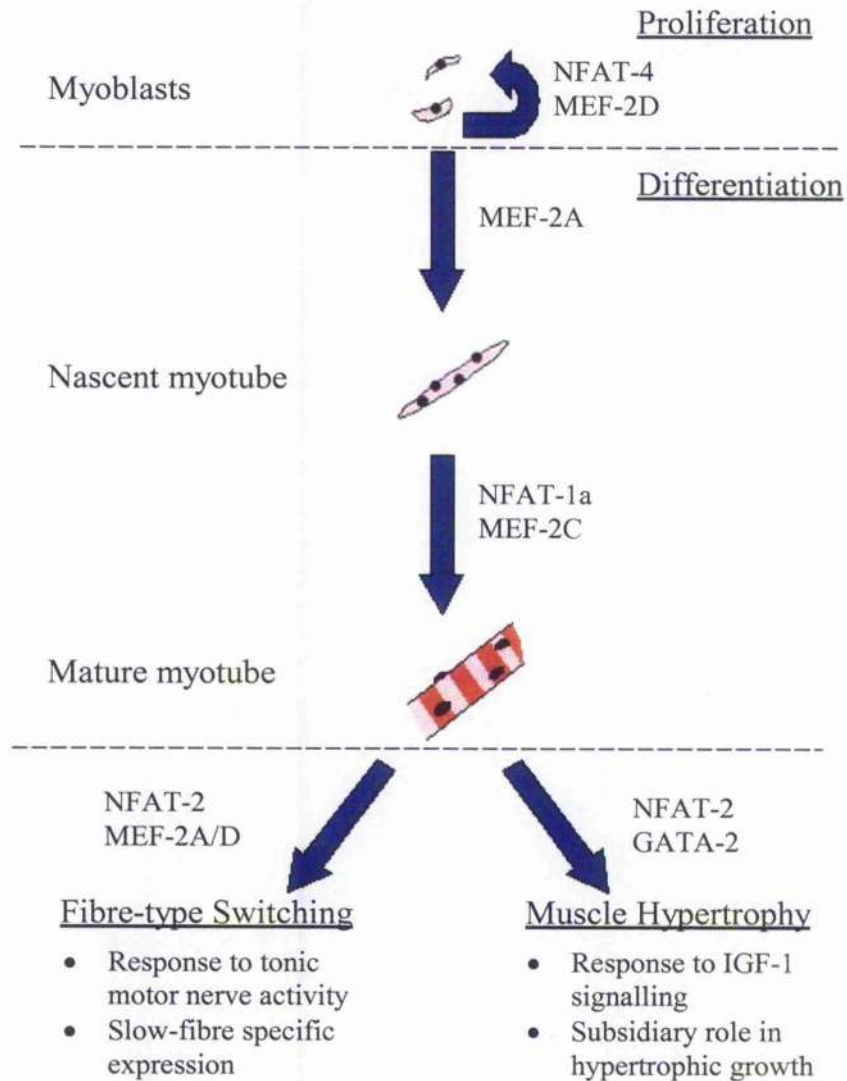 Proliferation
Myoblasts
NFAT-4
MEF-2D
Differentiation
MEF-2A
Nascent myotube
NFAT-1a
MEF-2C
Mature myotube
NFAT-2
MEF-2A/D
Fibre-type Switching
• Response to tonic
motor nerve activity
• Slow-fibre specific
expression
NFAT-2
GATA-2
Muscle Hypertrophy
• Response to IGF-1
signalling
• Subsidiary role in
hypertrophic growth